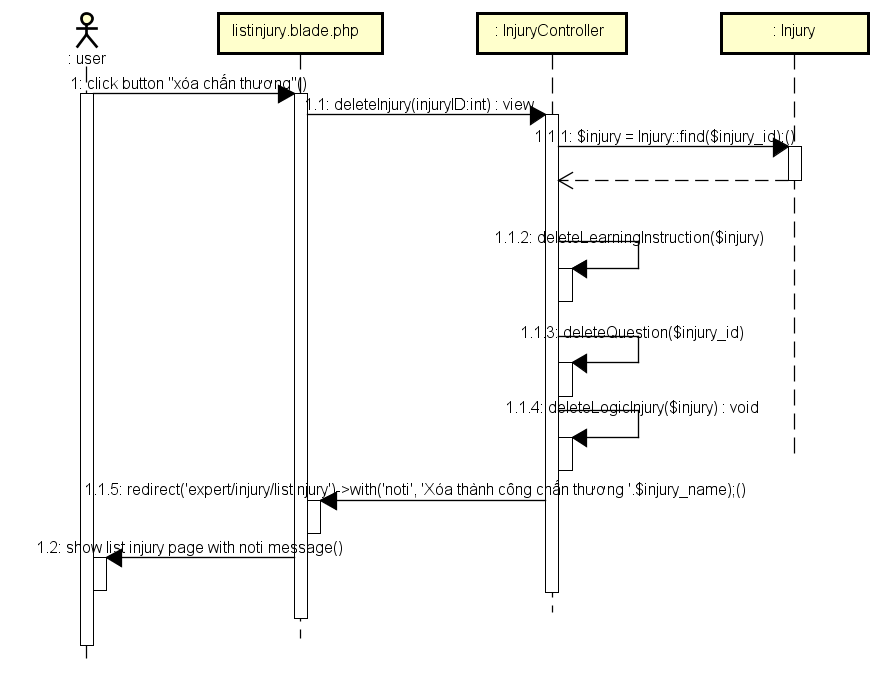 listinjury.blade.php
: InjuryController
: Injury
: user
1: click button "xóa chấn thương"()
1.1: deleteInjury(injuryID:int) : view
1.1.1: $injury = Injury::find($injury_id);()
1.1.2: deleteLearningInstruction($injury)
1.1.3: deleteQuestion($injury_id)
1.1.4: deleteLogicInjury($injury) : void
1.1.5: redirect('expert/injury/listinjury')->with('noti', 'Xóa thành công chấn thương '.$injury_name);()
1.2: show list injury page with noti message()